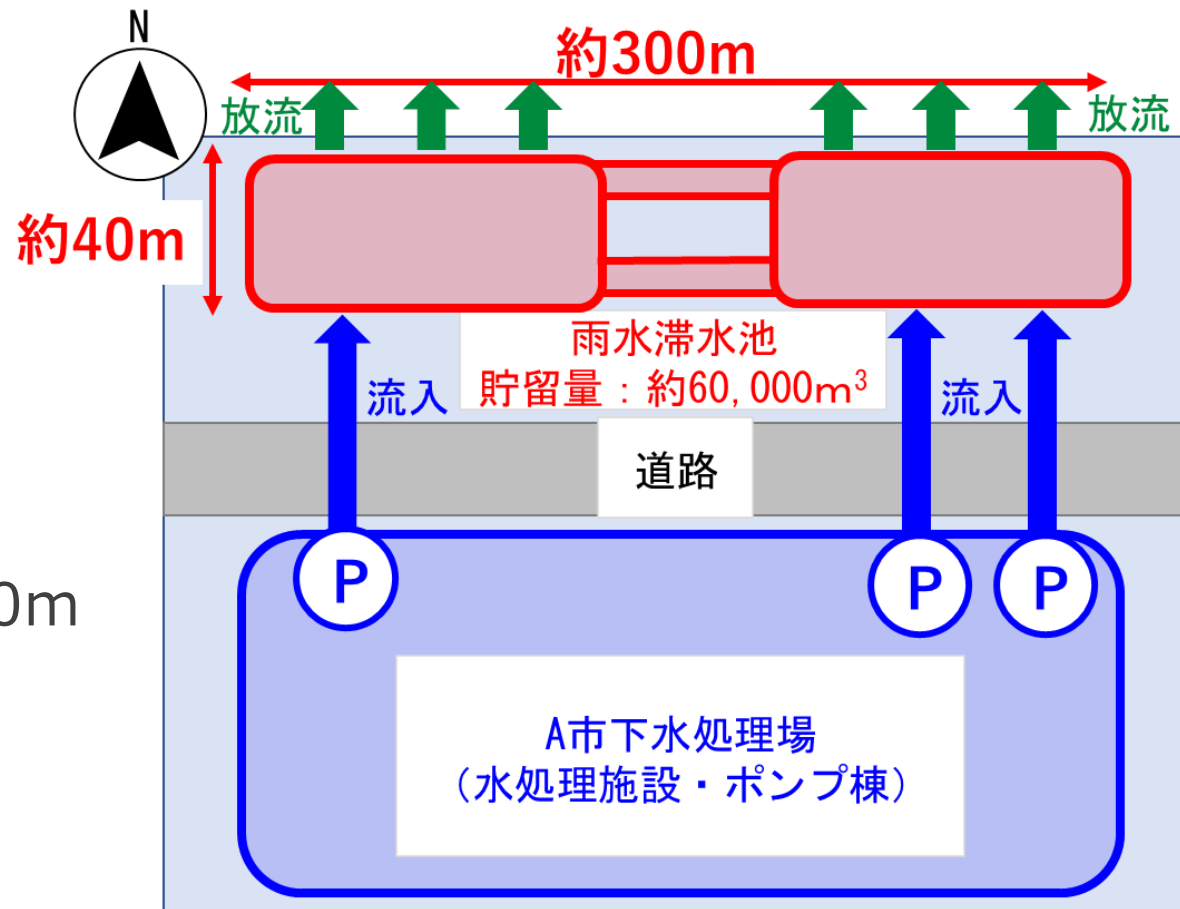 N
約300m
放流
放流
約40m
雨水滞水池
貯留量：約60,000m³
流入
流入
道路
P
P
P
0m
A市下水処理場
（水処理施設・ポンプ棟）